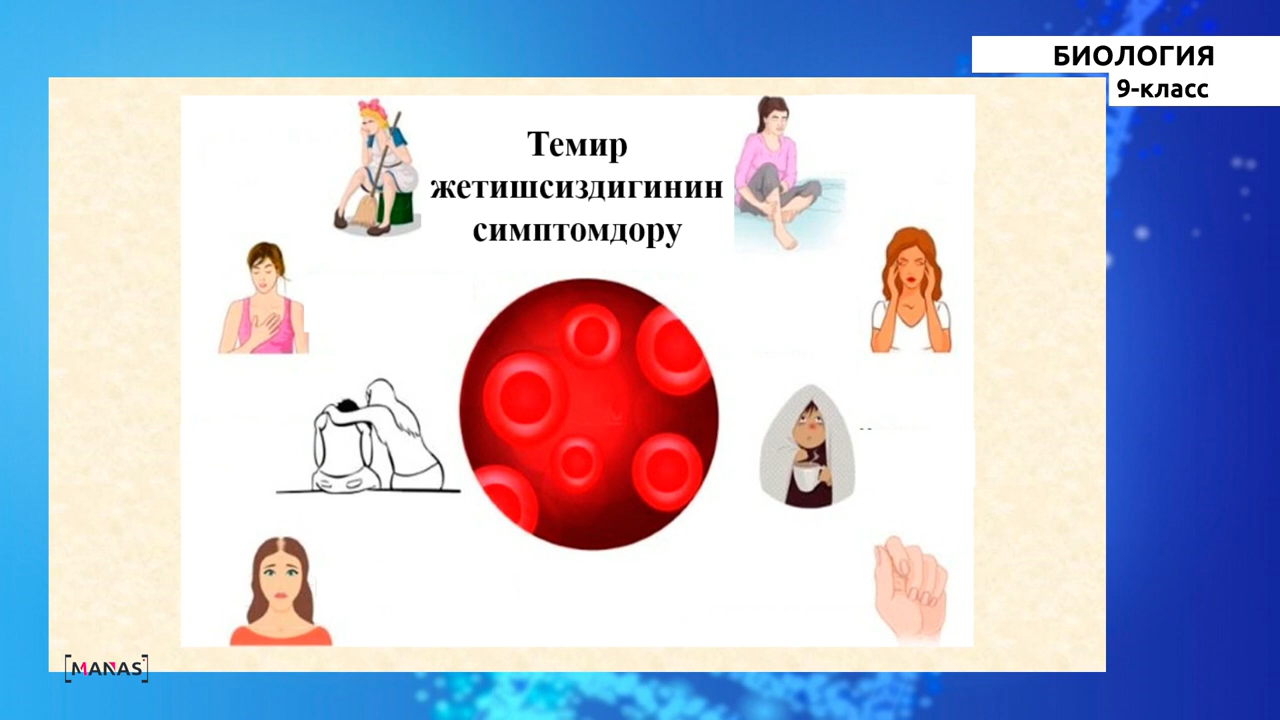 БИОЛОГИЯ
9-класс
Темир
жетишсиздигинин
симптомдору
[MANAS]